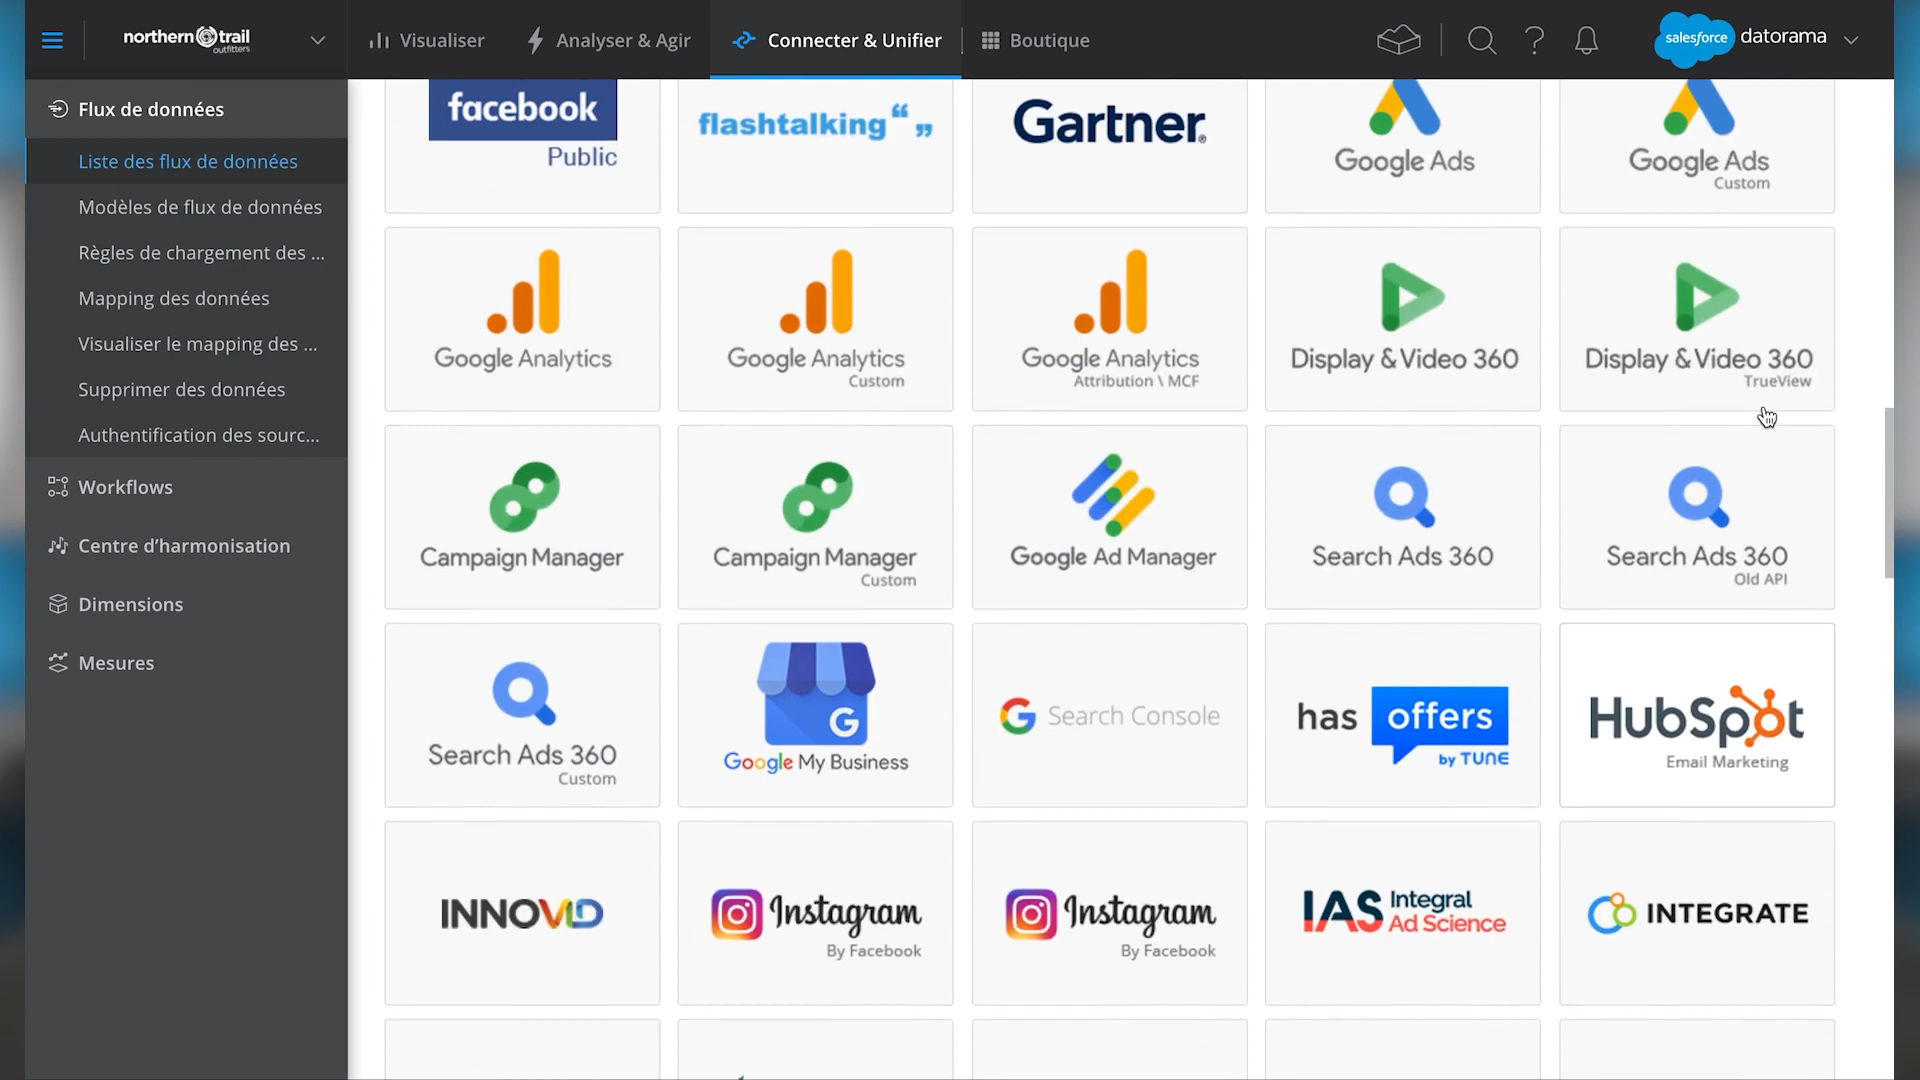 northern trail
outfitters
Visualiser
Analyser & Agir
Connecter & Unifier
Boutique
salesforce
datorama
Flux de données
Liste des flux de données
Modèles de flux de données
Règles de chargement des ...
Mapping des données
Visualiser le mapping des ...
Supprimer des données
Authentification des sourc...
Workflows
Centre d’harmonisation
Dimensions
Mesures
facebook
Public
flashtalking
Gartner
Google Ads
Google Ads
Custom
Google Analytics
Google Analytics
Custom
Google Analytics
Attribution \ MCF
Display & Video 360
Display & Video 360
TrueView
Campaign Manager
Campaign Manager
Custom
Google Ad Manager
Search Ads 360
Search Ads 360
Old API
Search Ads 360
Custom
G
Google My Business
G Search Console
has offers
by TUNE
HubSpot
Email Marketing
INNOVID
Instagram
By Facebook
Instagram
By Facebook
IAS Integral
Ad Science
INTEGRATE